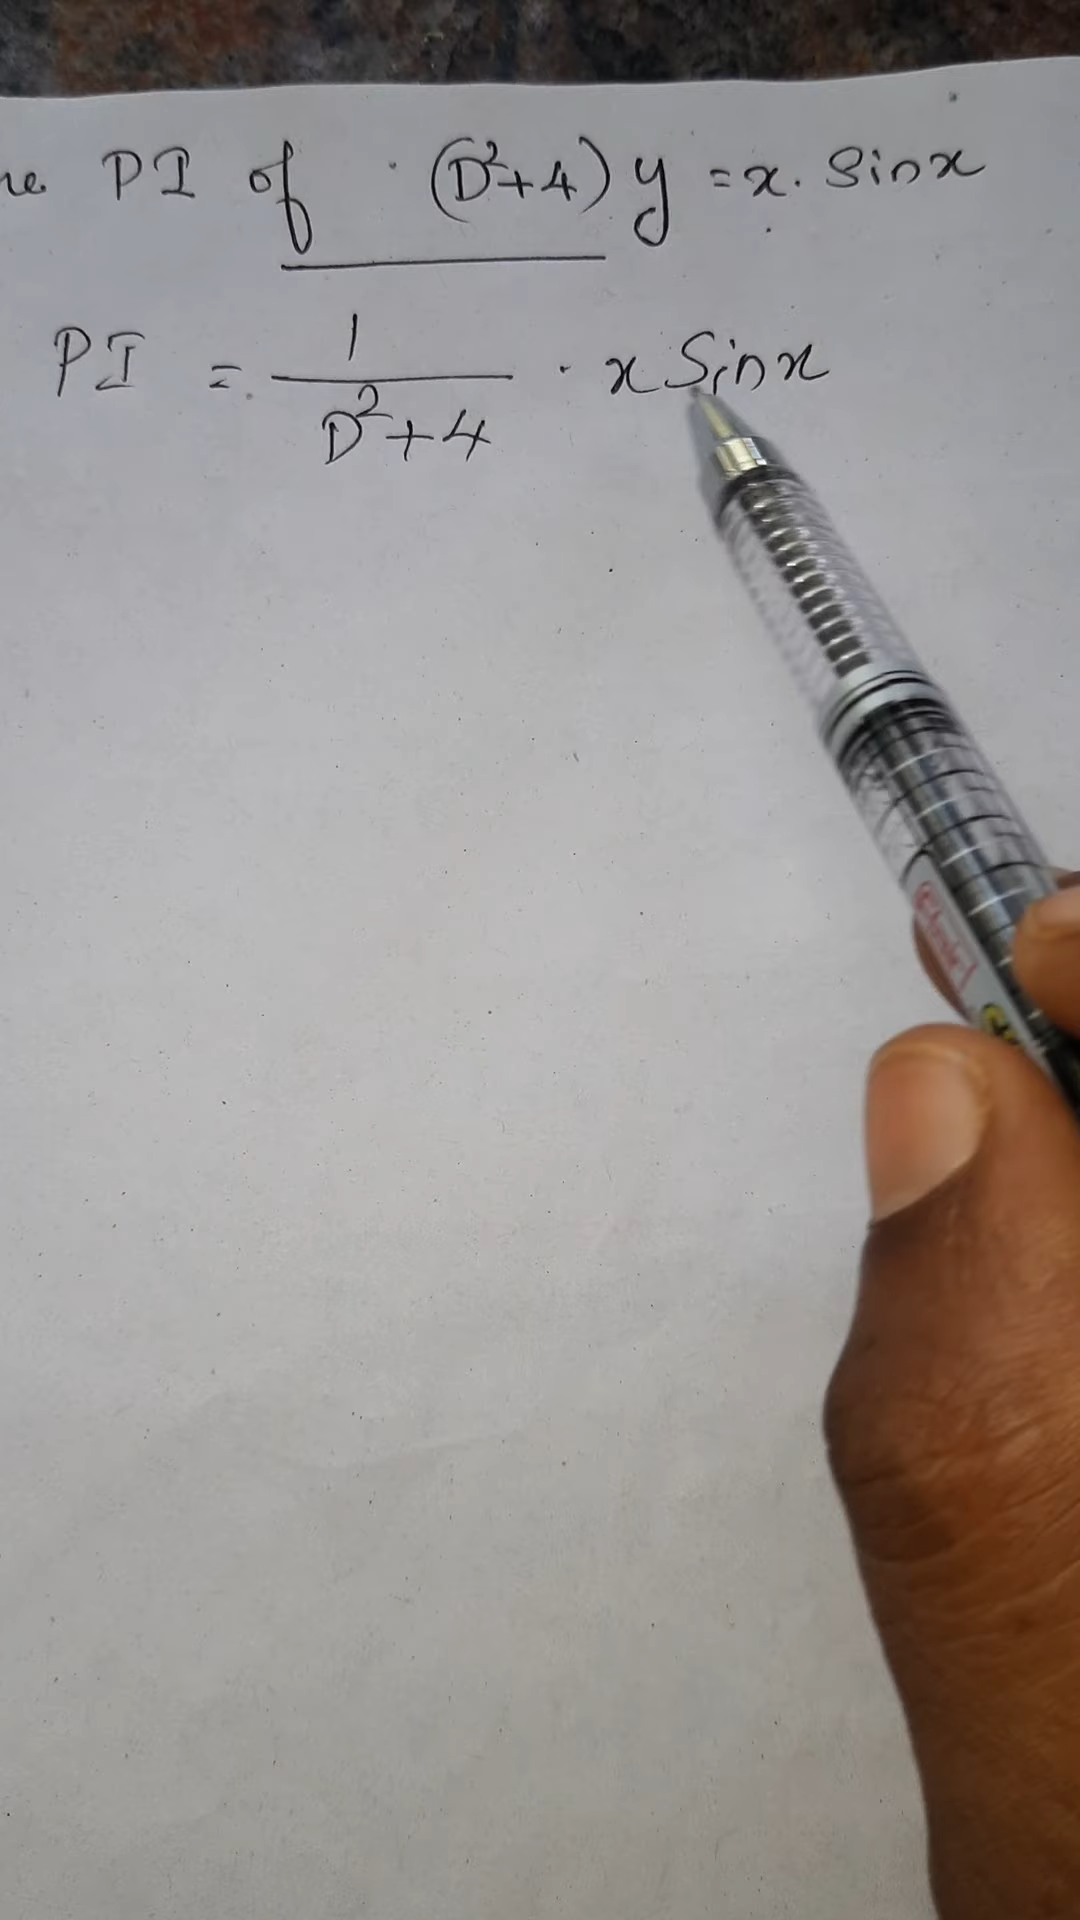 PI of (D²+4) y = x. Sinx
PI = 1/(D²+4) · x Sinx